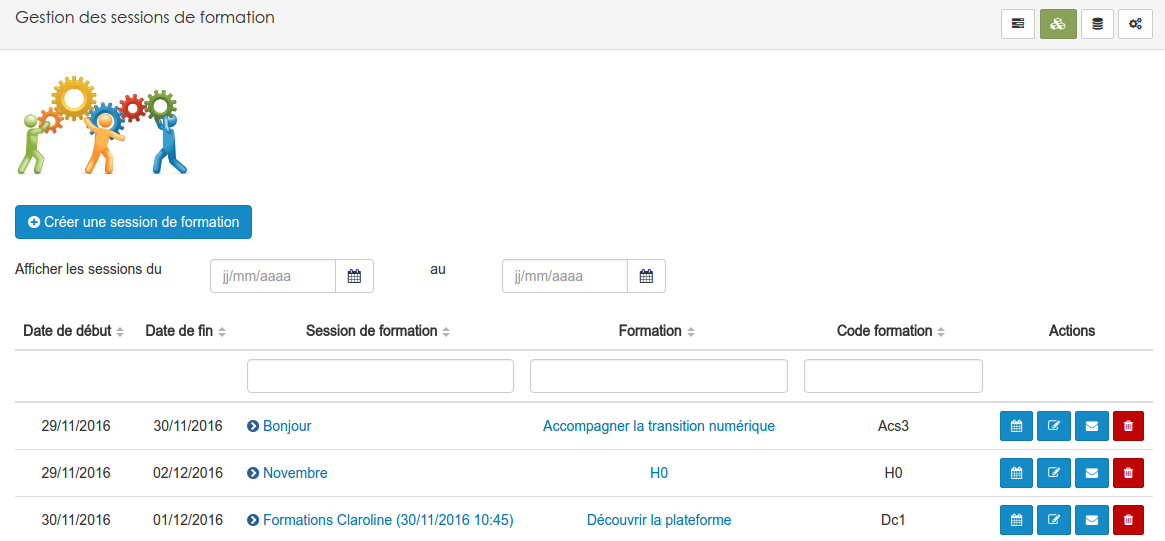 Gestion des sessions de formation
Créer une session de formation
Afficher les sessions du jj/mm/aaaa au jj/mm/aaaa
Date de début Date de fin Session de formation Formation Code formation Actions
29/11/2016 30/11/2016 Bonjour Accompagner la transition numérique Acs3
29/11/2016 02/12/2016 Novembre H0 H0
30/11/2016 01/12/2016 Formations Claroline (30/11/2016 10:45) Découvrir la plateforme Dc1